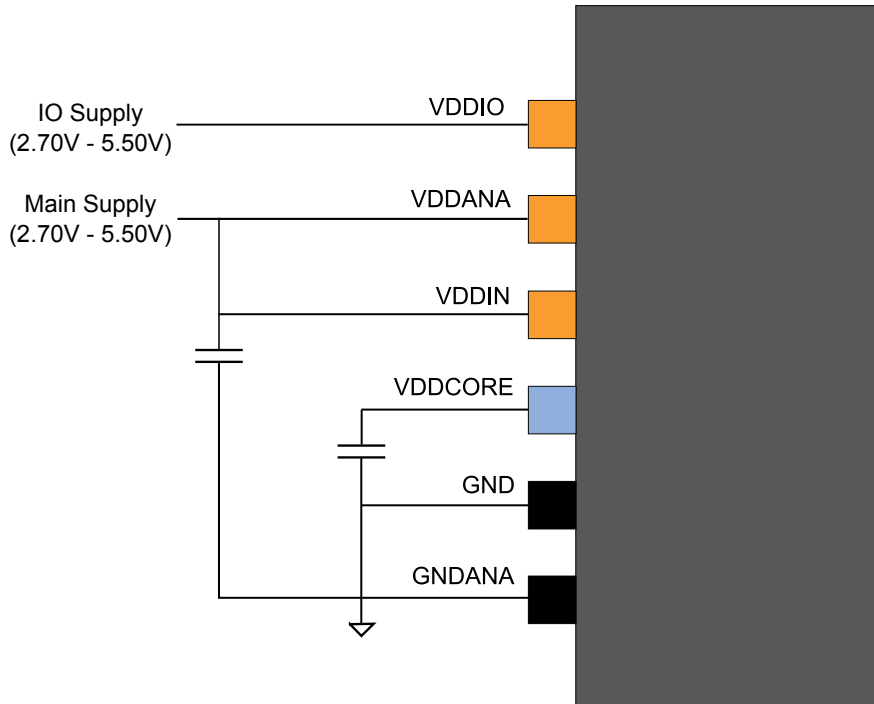 IO Supply
(2.70V - 5.50V)
VDDIO
Main Supply
(2.70V - 5.50V)
VDDANA
VDDIN
VDDCORE
GND
GNDANA